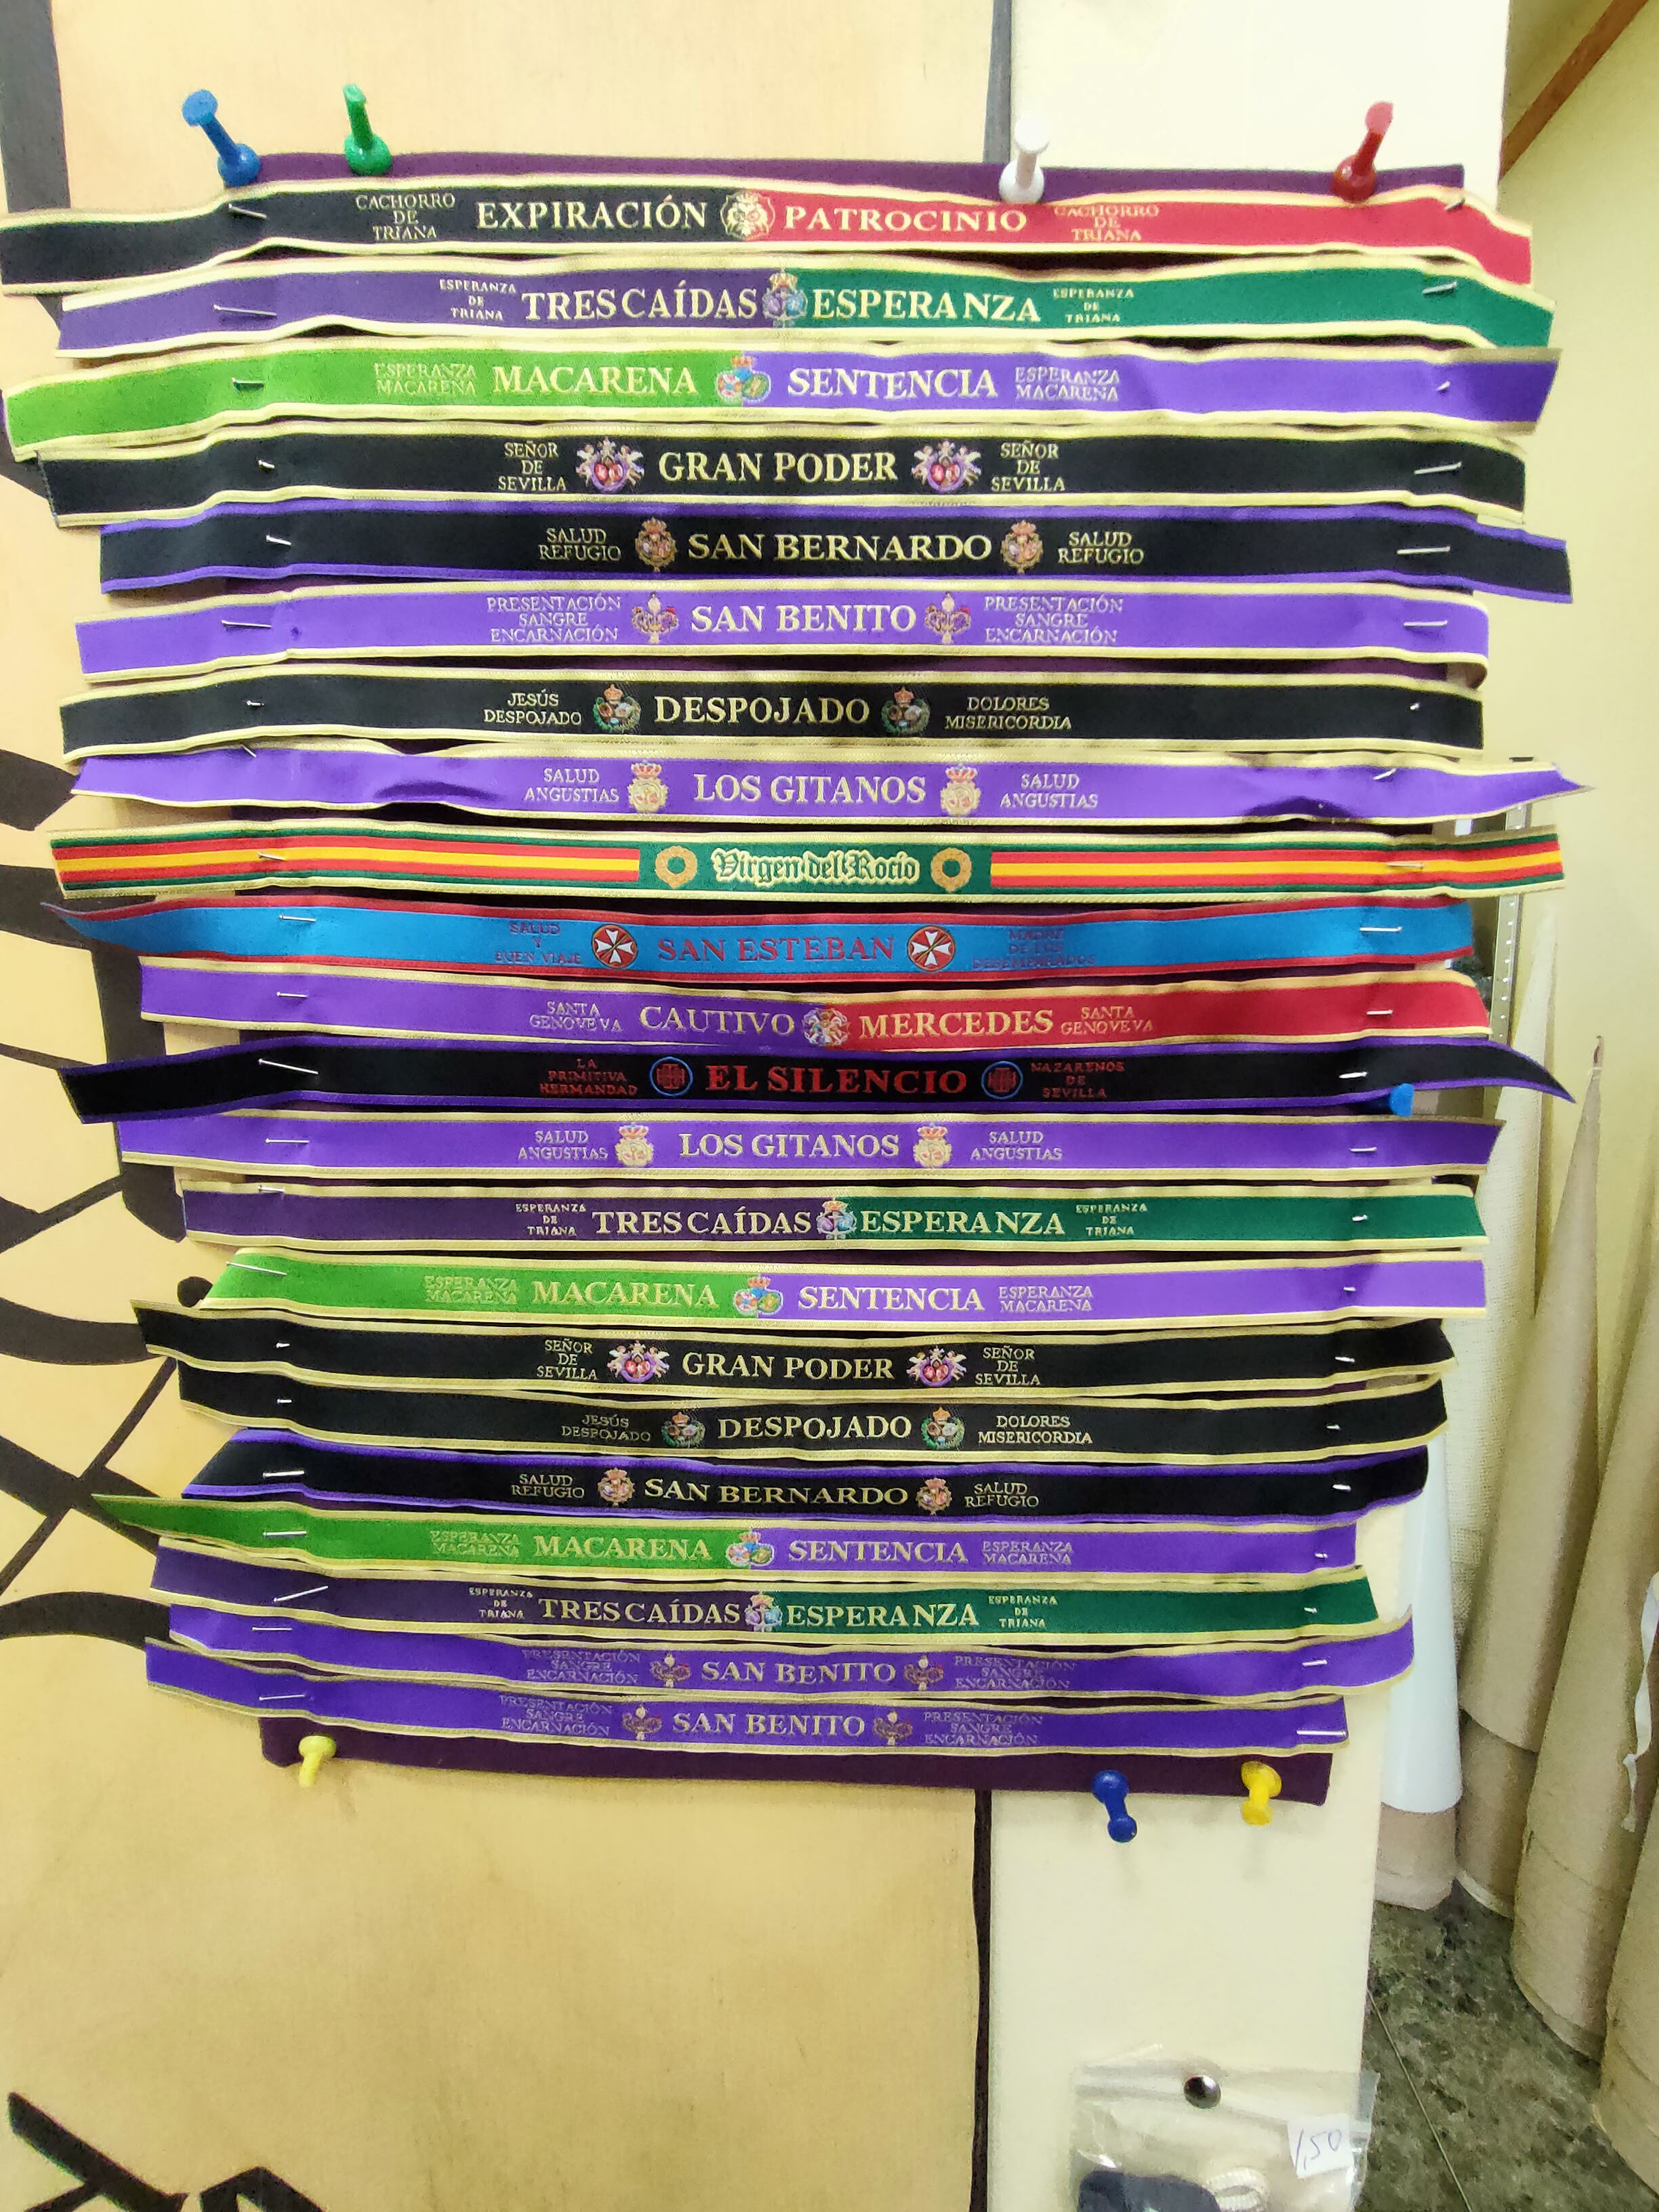 CACHORRO DE TRIANA EXPIRACIÓN PATROCINIO CACHORRO DE TRIANA
ESPERANZA DE TRIANA TRES CAÍDAS ESPERANZA ESPERANZA DE TRIANA
ESPERANZA MACARENA MACARENA SENTENCIA ESPERANZA MACARENA
SEÑOR DE SEVILLA GRAN PODER SEÑOR DE SEVILLA
SALUD REFUGIO SAN BERNARDO SALUD REFUGIO
PRESENTACIÓN SANGRE ENCARNACIÓN SAN BENITO PRESENTACIÓN SANGRE ENCARNACIÓN
JESÚS DESPOJADO DESPOJADO DOLORES MISERICORDIA
SALUD ANGUSTIAS LOS GITANOS SALUD ANGUSTIAS
Virgen del Rocío
SALUD Y BUEN VIAJE SAN ESTEBAN MADRE DE LOS DESEMPARADOS
SANTA GENOVEVA CAUTIVO MERCEDES SANTA GENOVEVA
LA PRIMITIVA HERMANDAD EL SILENCIO NAZARENOS DE SEVILLA
SALUD ANGUSTIAS LOS GITANOS SALUD ANGUSTIAS
ESPERANZA DE TRIANA TRES CAÍDAS ESPERANZA ESPERANZA DE TRIANA
ESPERANZA MACARENA MACARENA SENTENCIA ESPERANZA MACARENA
SEÑOR DE SEVILLA GRAN PODER SEÑOR DE SEVILLA
JESÚS DESPOJADO DESPOJADO DOLORES MISERICORDIA
SALUD REFUGIO SAN BERNARDO SALUD REFUGIO
ESPERANZA MACARENA MACARENA SENTENCIA ESPERANZA MACARENA
ESPERANZA DE TRIANA TRES CAÍDAS ESPERANZA ESPERANZA DE TRIANA
PRESENTACIÓN SANGRE ENCARNACIÓN SAN BENITO PRESENTACIÓN SANGRE ENCARNACIÓN
PRESENTACIÓN SANGRE ENCARNACIÓN SAN BENITO PRESENTACIÓN SANGRE ENCARNACIÓN
1,50